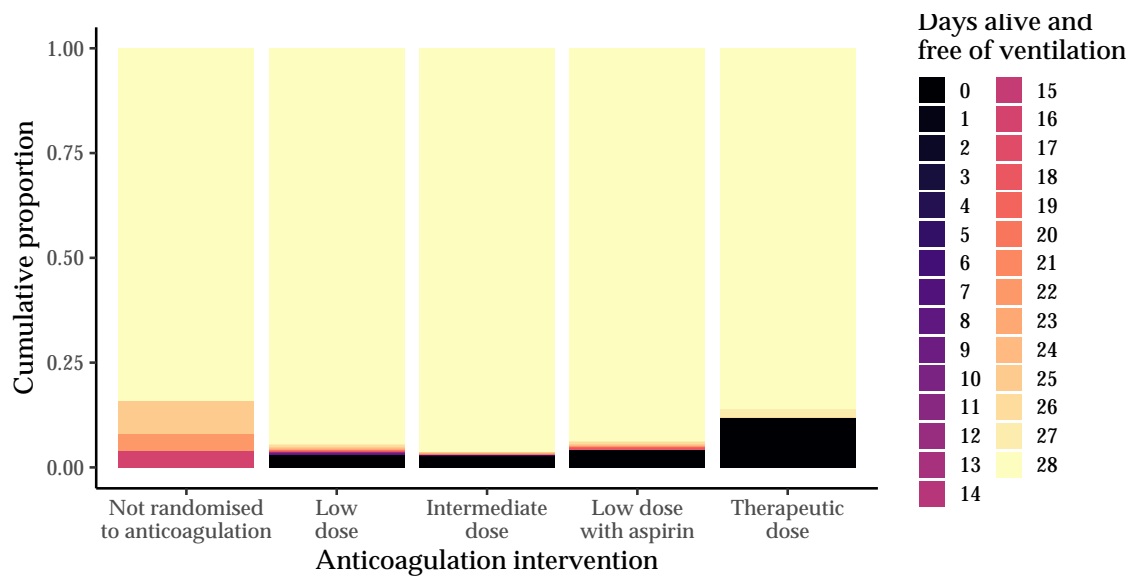 Days alive and
free of ventilation
0
1
2
3
4
5
6
7
8
9
10
11
12
13
14
15
16
17
18
19
20
21
22
23
24
25
26
27
28
Cumulative proportion
1.00
0.75
0.50
0.25
0.00
Not randomised
to anticoagulation
Low
dose
Intermediate
dose
Low dose
with aspirin
Therapeutic
dose
Anticoagulation intervention